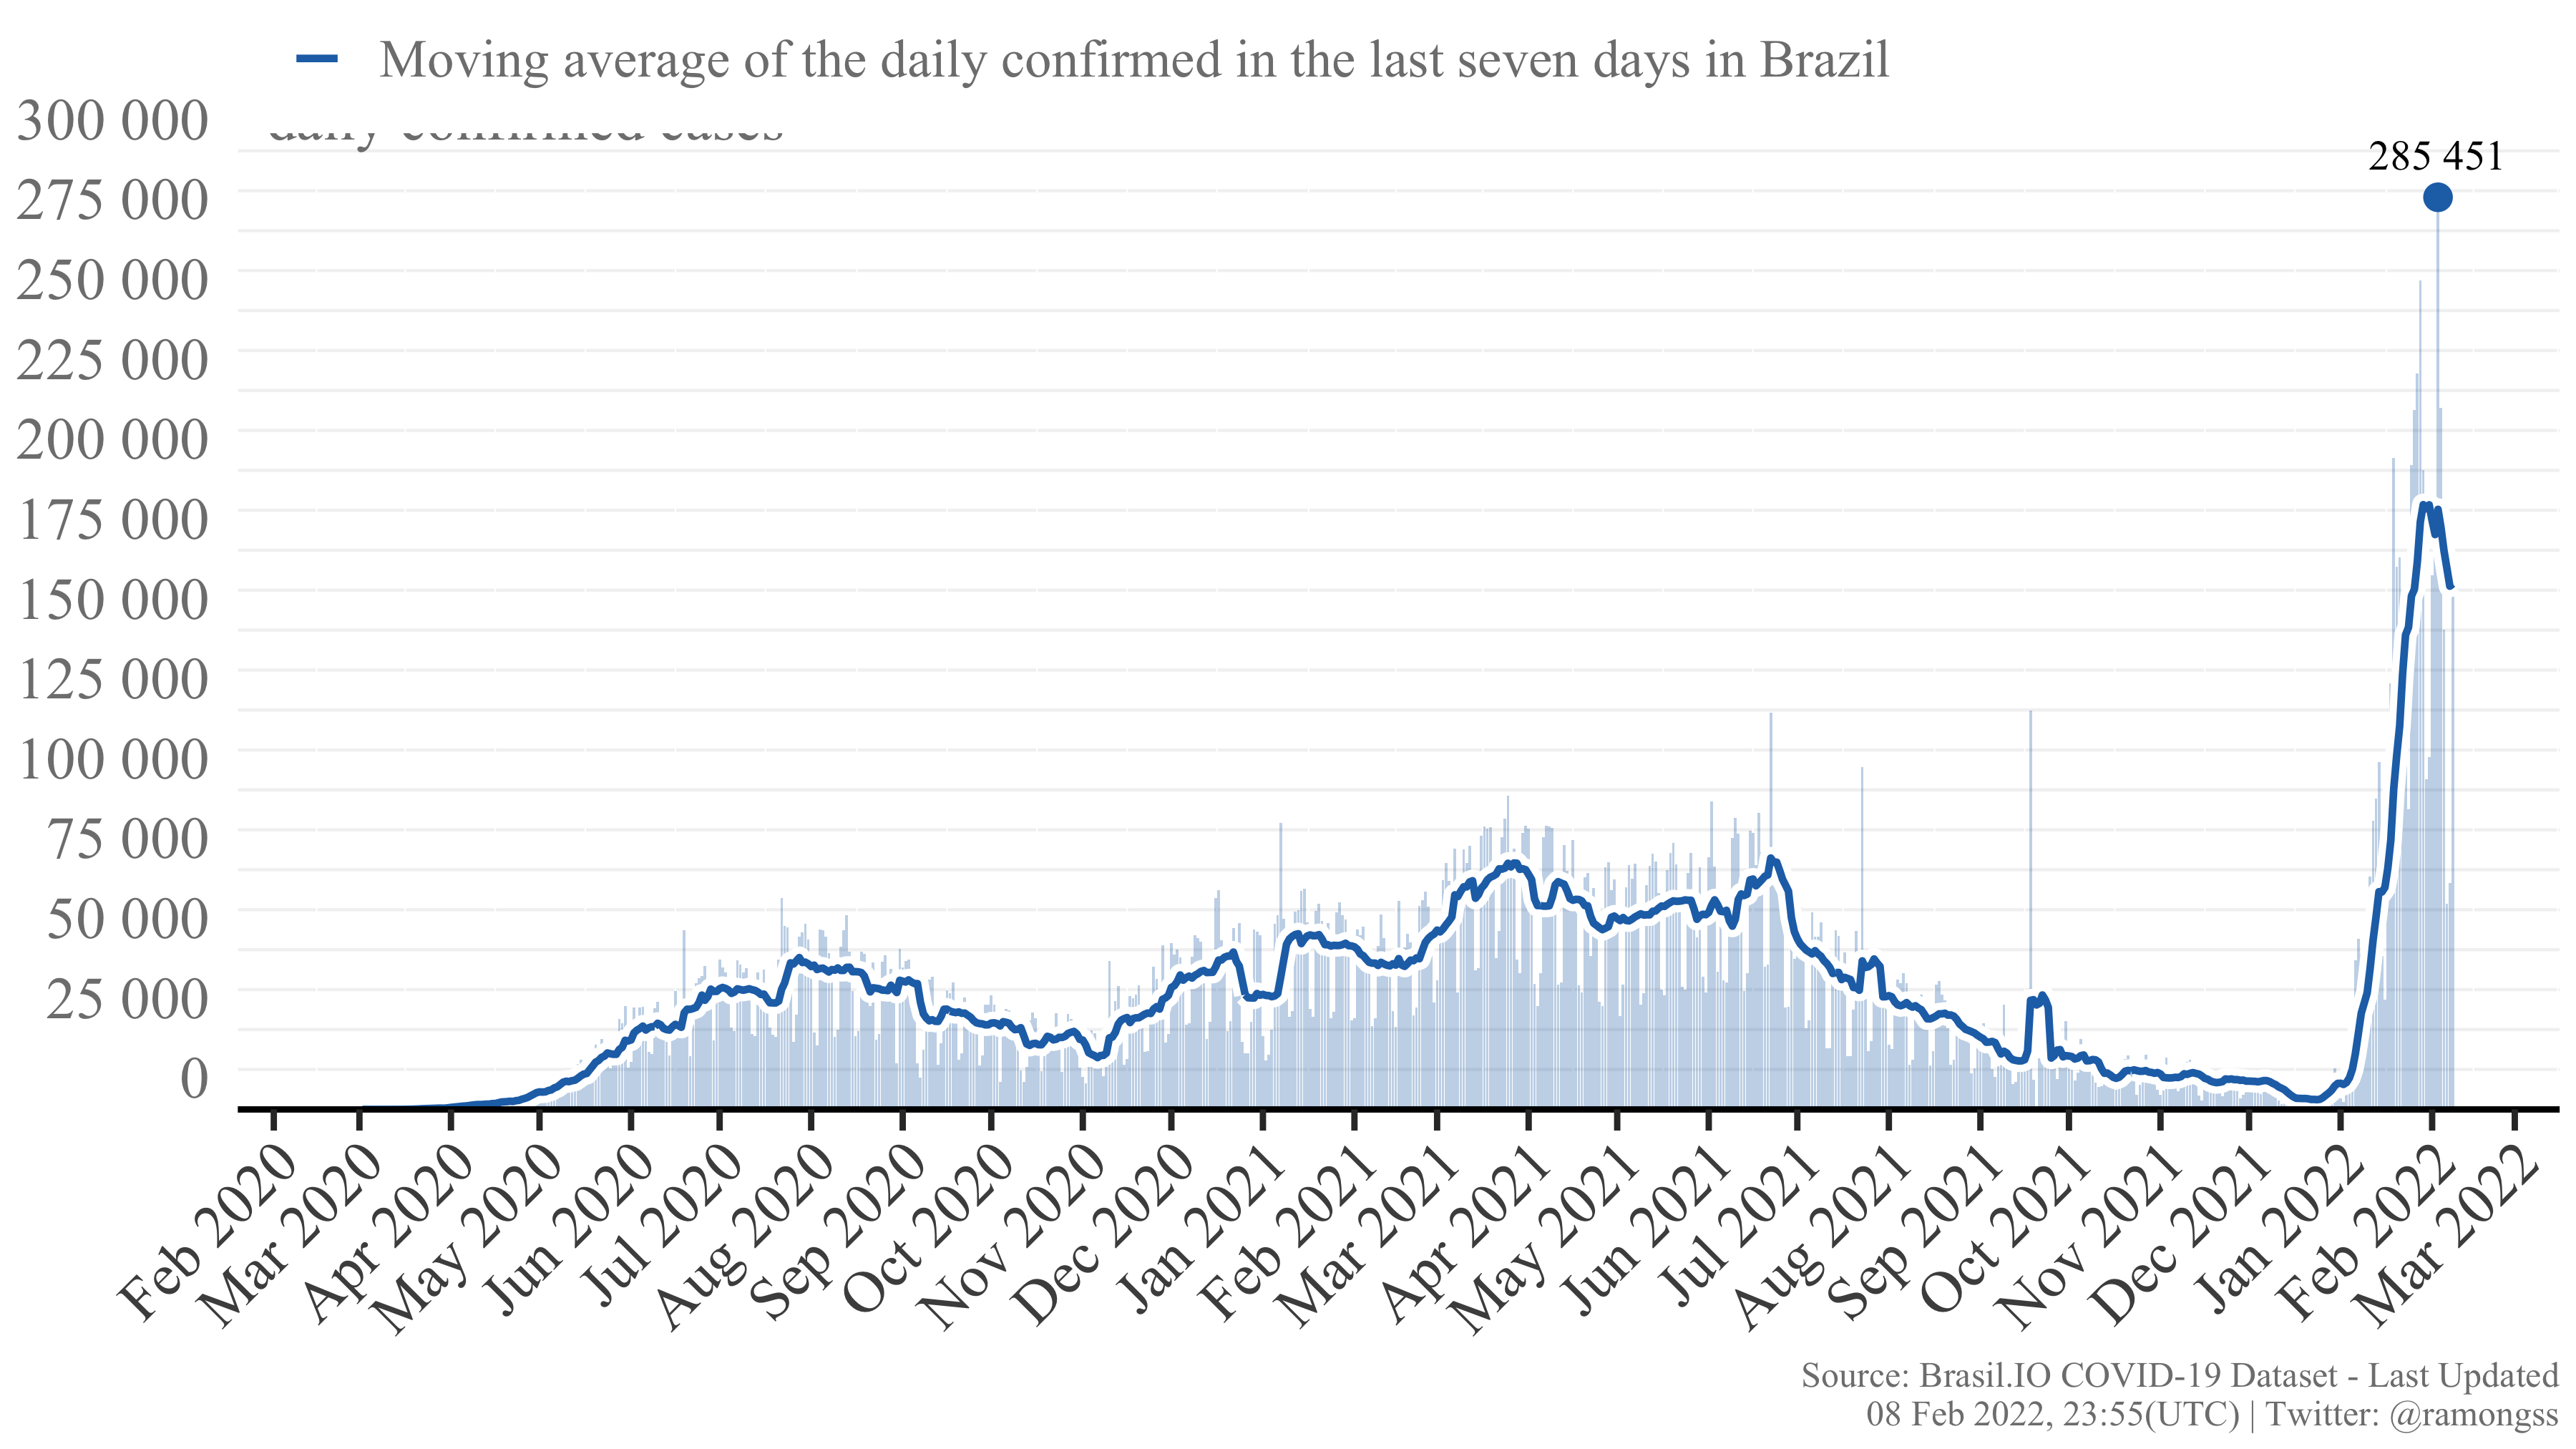 Moving average of the daily confirmed in the last seven days in Brazil
300 000
daily confirmed cases
285 451
275 000
250 000
225 000
200 000
175 000
150 000
125 000
100 000
75 000
50 000
25 000
0
Feb 2020
Mar 2020
Apr 2020
May 2020
Jun 2020
Jul 2020
Aug 2020
Sep 2020
Oct 2020
Nov 2020
Dec 2020
Jan 2021
Feb 2021
Mar 2021
Apr 2021
May 2021
Jun 2021
Jul 2021
Aug 2021
Sep 2021
Oct 2021
Nov 2021
Dec 2021
Jan 2022
Feb 2022
Mar 2022
Source: Brasil.IO COVID-19 Dataset - Last Updated
08 Feb 2022, 23:55(UTC) | Twitter: @ramongss